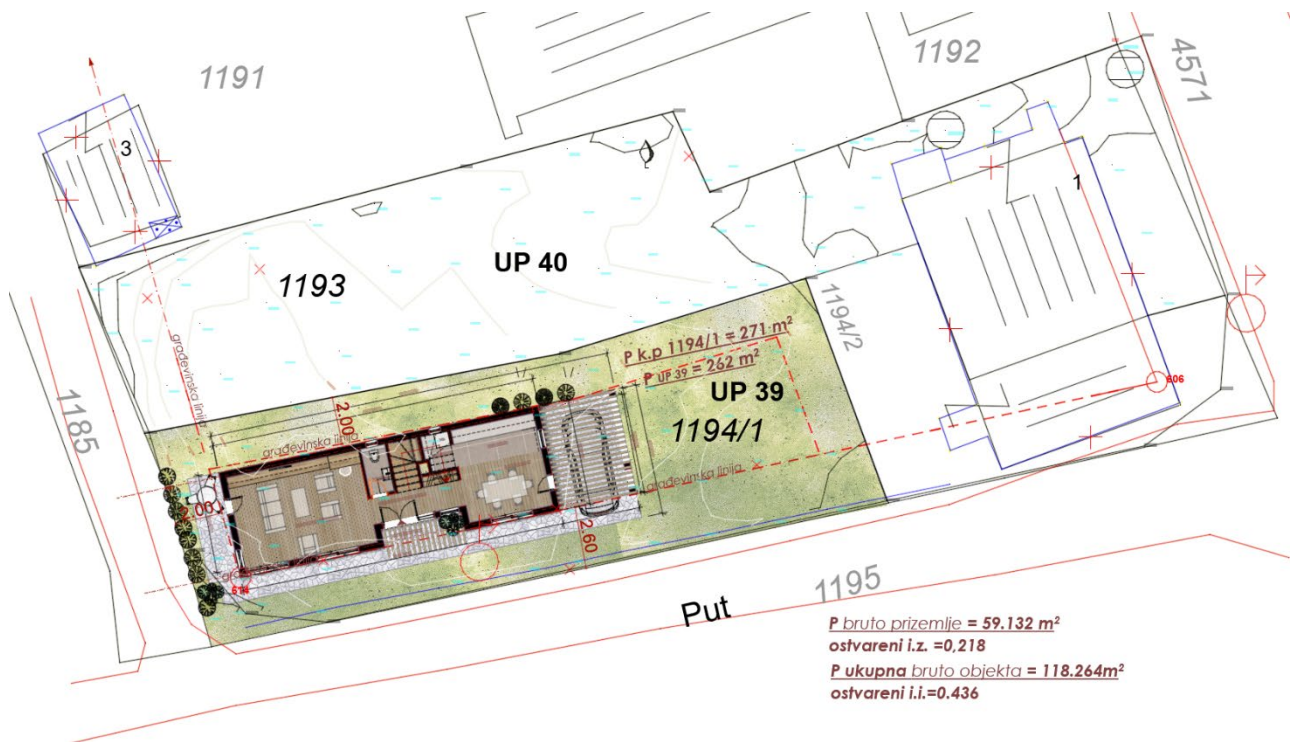 1191
1192
4571
3
1
UP 40
1193
1194/2
građevinska linija
P k.p 1194/1 = 271 m²
P UP 39 = 262 m²
UP 39
1194/1
606
1185
2.00
građevinska linija
građevinska linija
2.00
2.60
614
1195
Put
P bruto prizemlje = 59.132 m²
ostvareni i.z. =0,218
P ukupna bruto objekta = 118.264m²
ostvareni i.i.=0.436